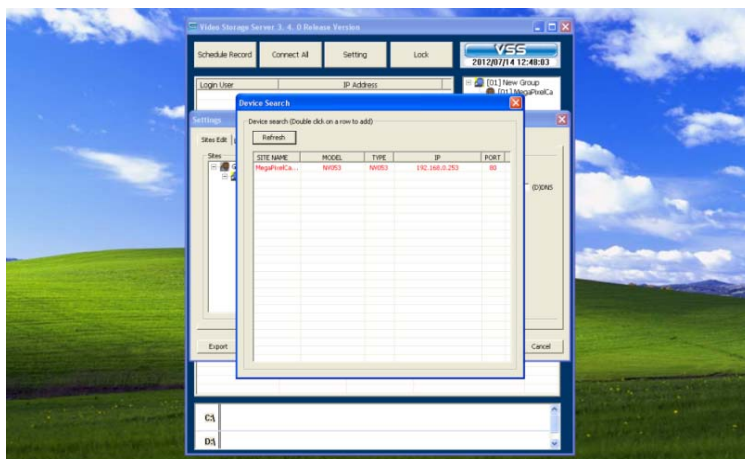 Video Storage Server 3. 4. 0 Release Version
Schedule Record Connect All Setting Lock
VSS
2012/07/14 12:48:03
Login User IP Address
[01] New Group
[01] MegaPixelCa
Device Search
Settings
Device search (Double click on a row to add)
Refresh
Sites Edit
Sites
SITE NAME MODEL TYPE IP PORT
MegaPixelCa... NV053 NV053 192.168.0.253 80
(D)DNS
Export
Cancel
C:\
D:\